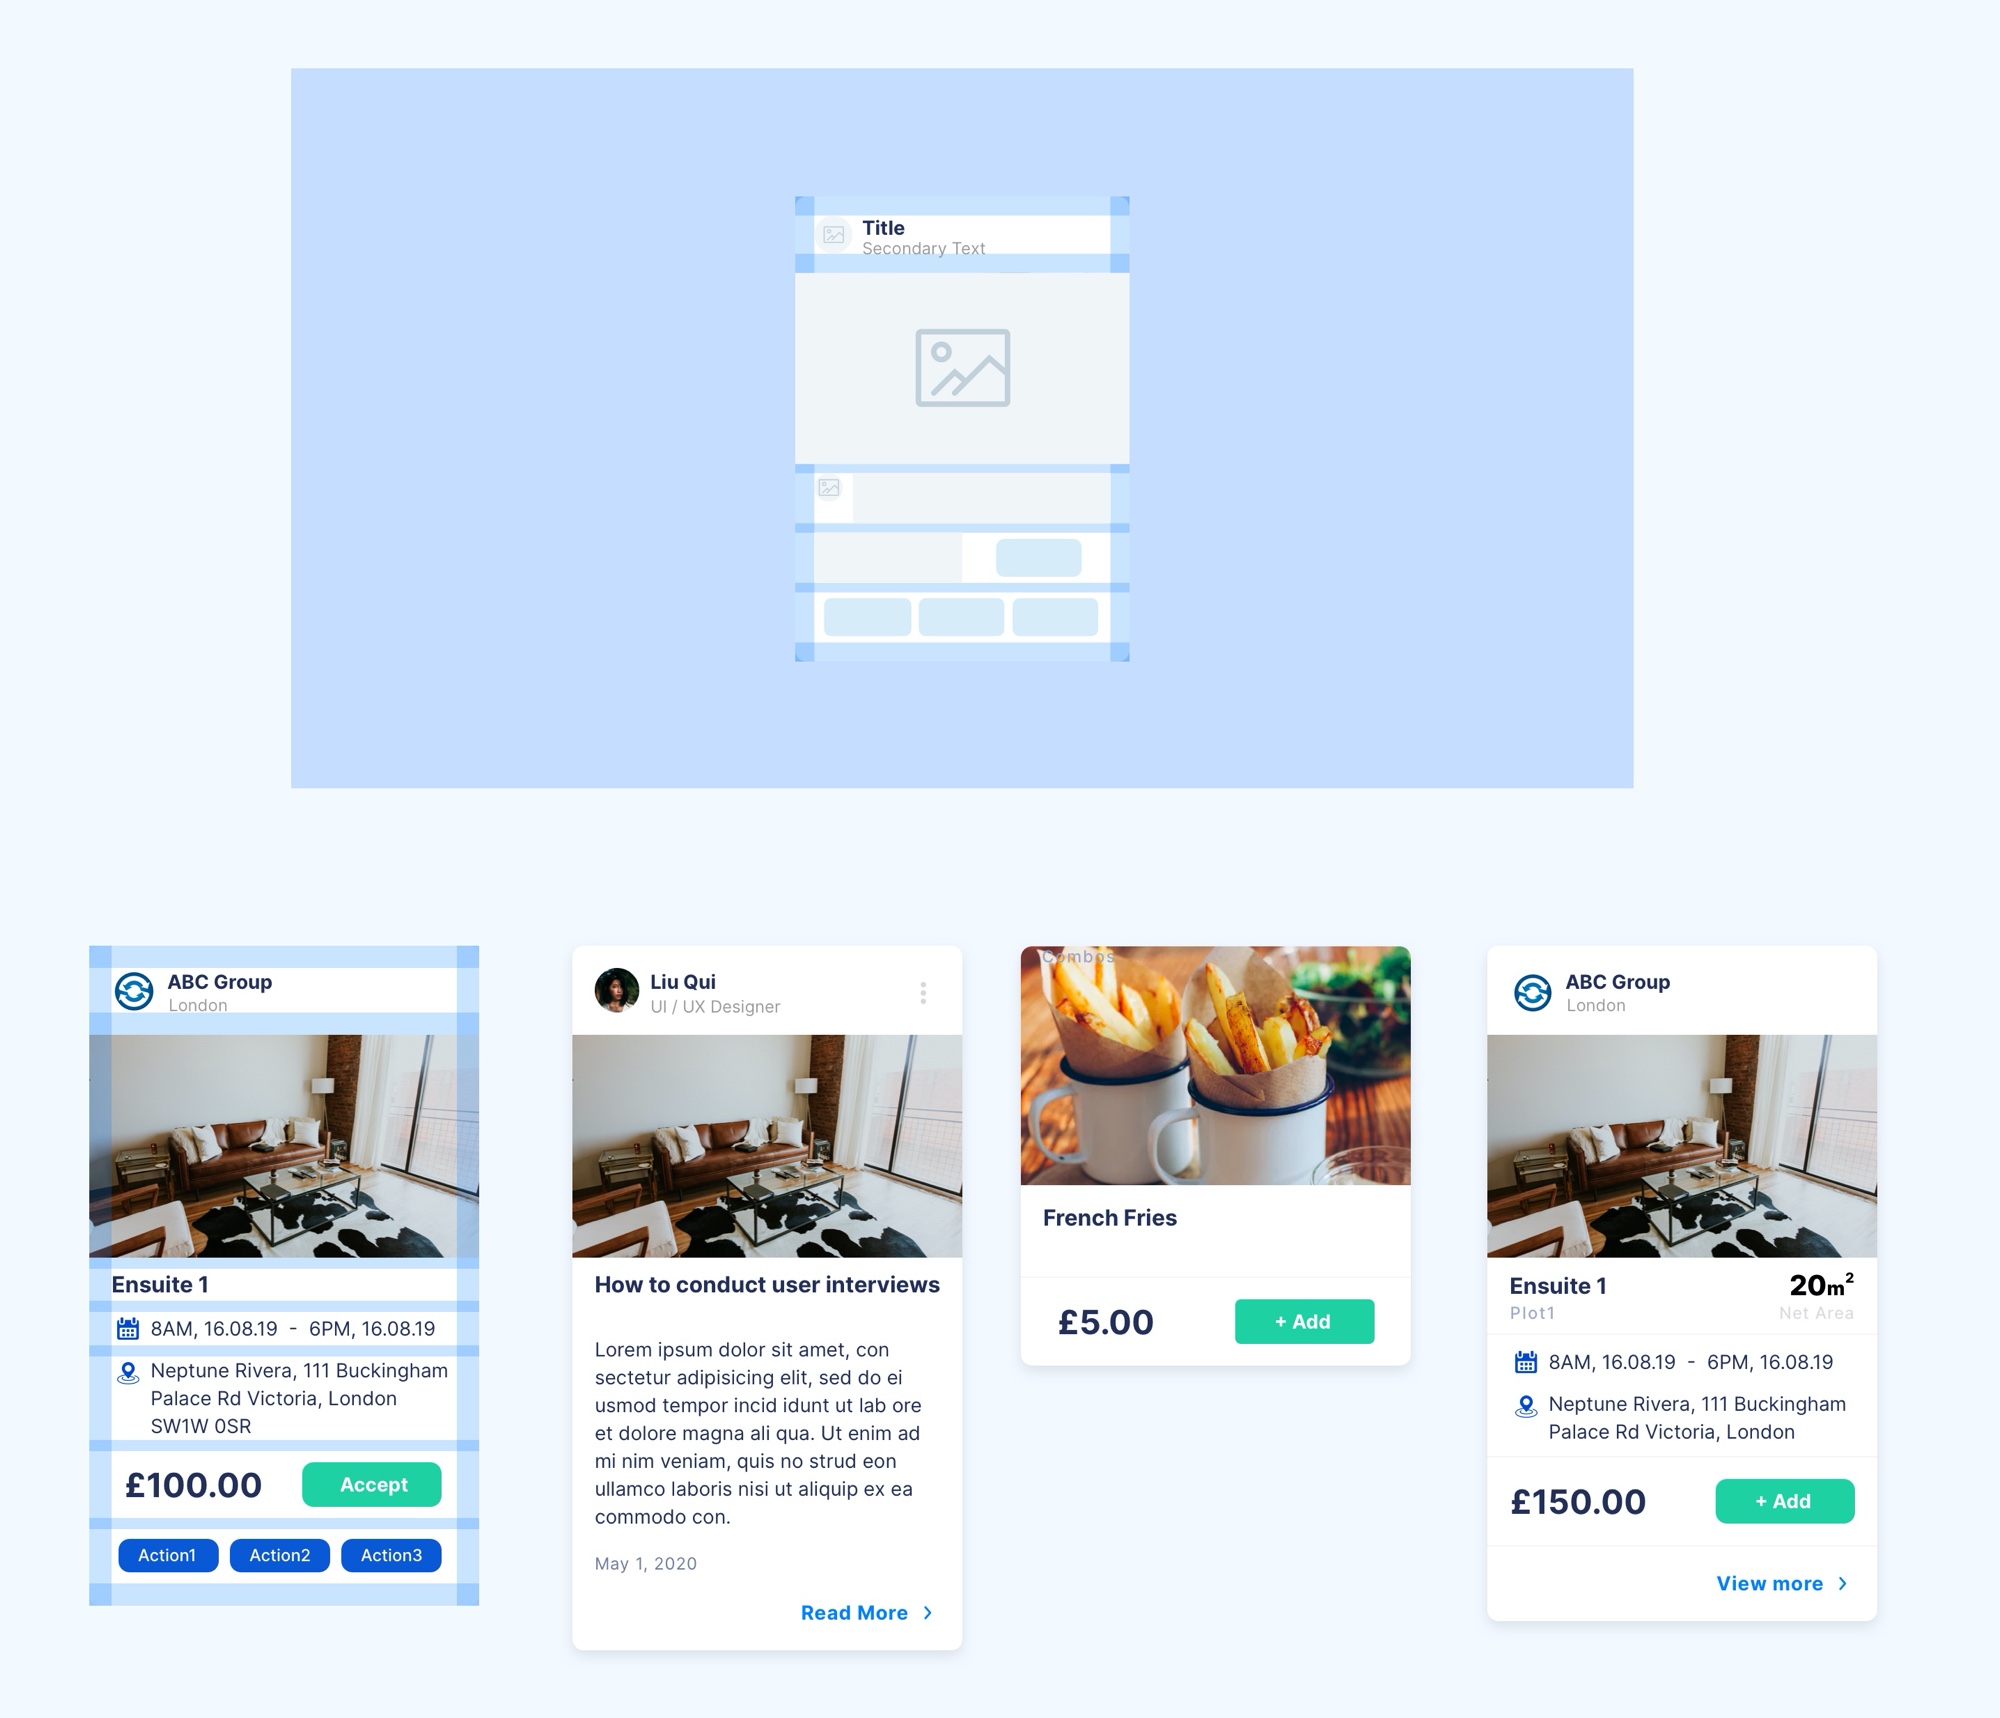 Title
Secondary Text
ABC Group
London
Ensuite 1
8AM, 16.08.19 - 6PM, 16.08.19
Neptune Rivera, 111 Buckingham
Palace Rd Victoria, London
SW1W 0SR
£100.00
Accept
Action1
Action2
Action3
Liu Qui
UI / UX Designer
How to conduct user interviews
Lorem ipsum dolor sit amet, con
sectetur adipisicing elit, sed do ei
usmod tempor incid idunt ut lab ore
et dolore magna ali qua. Ut enim ad
mi nim veniam, quis no strud eon
ullamco laboris nisi ut aliquip ex ea
commodo con.
May 1, 2020
Read More
Combos
French Fries
£5.00
+ Add
ABC Group
London
Ensuite 1
20m²
Plot1
Net Area
8AM, 16.08.19 - 6PM, 16.08.19
Neptune Rivera, 111 Buckingham
Palace Rd Victoria, London
£150.00
+ Add
View more